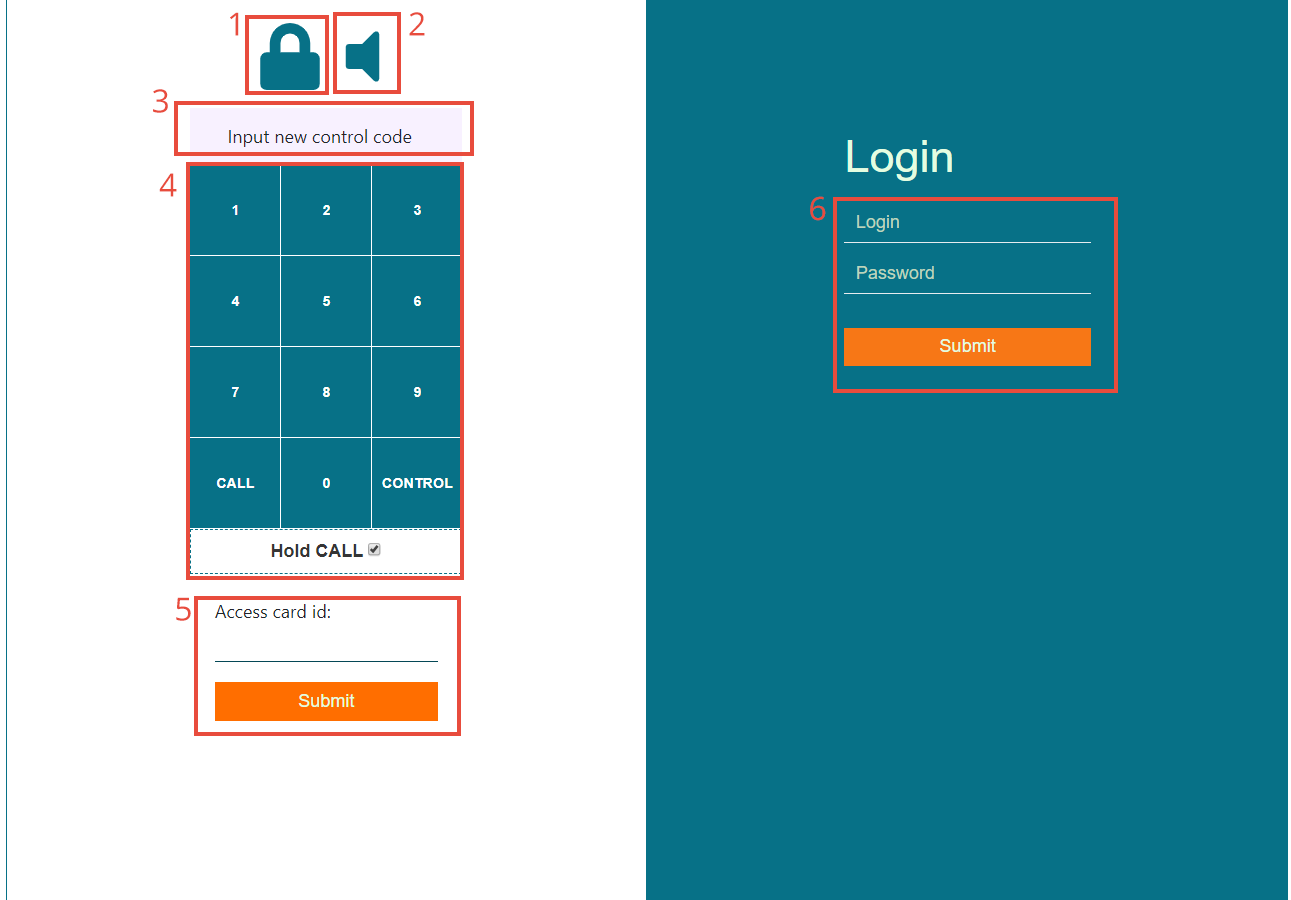 1
2
3
Input new control code
4
1 2 3
4 5 6
7 8 9
CALL 0 CONTROL
Hold CALL
5
Access card id:
Submit
Login
6
Login
Password
Submit